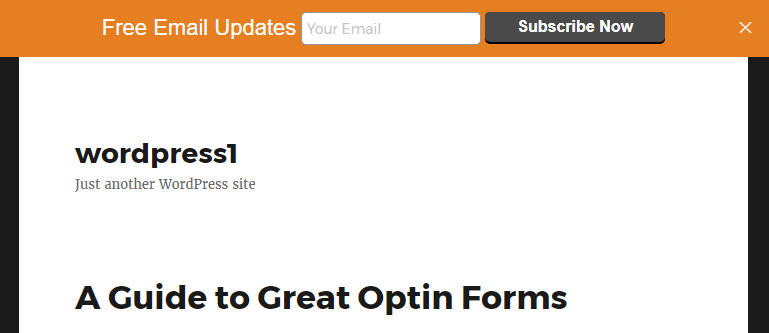 Free Email Updates Your Email Subscribe Now ×
wordpress1
Just another WordPress site
A Guide to Great Optin Forms